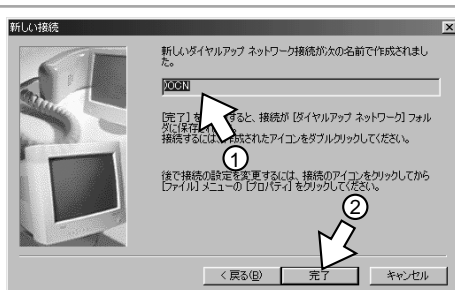 新しい接続
新しいダイヤルアップ ネットワーク接続が次の名前で作成されまし
た。
OCN
[完了] を
すると、接続が [ダイヤルアップ ネットワーク] フォル
ダに保存
接続するには、
作成されたアイコンをダブルクリックしてください。
①
後で接続の設定を変更するには、接続のアイコンをクリックしてから
[ファイル] メニューの [プロパティ] をクリックしてください。
②
< 戻る(B)
完了
キャンセル